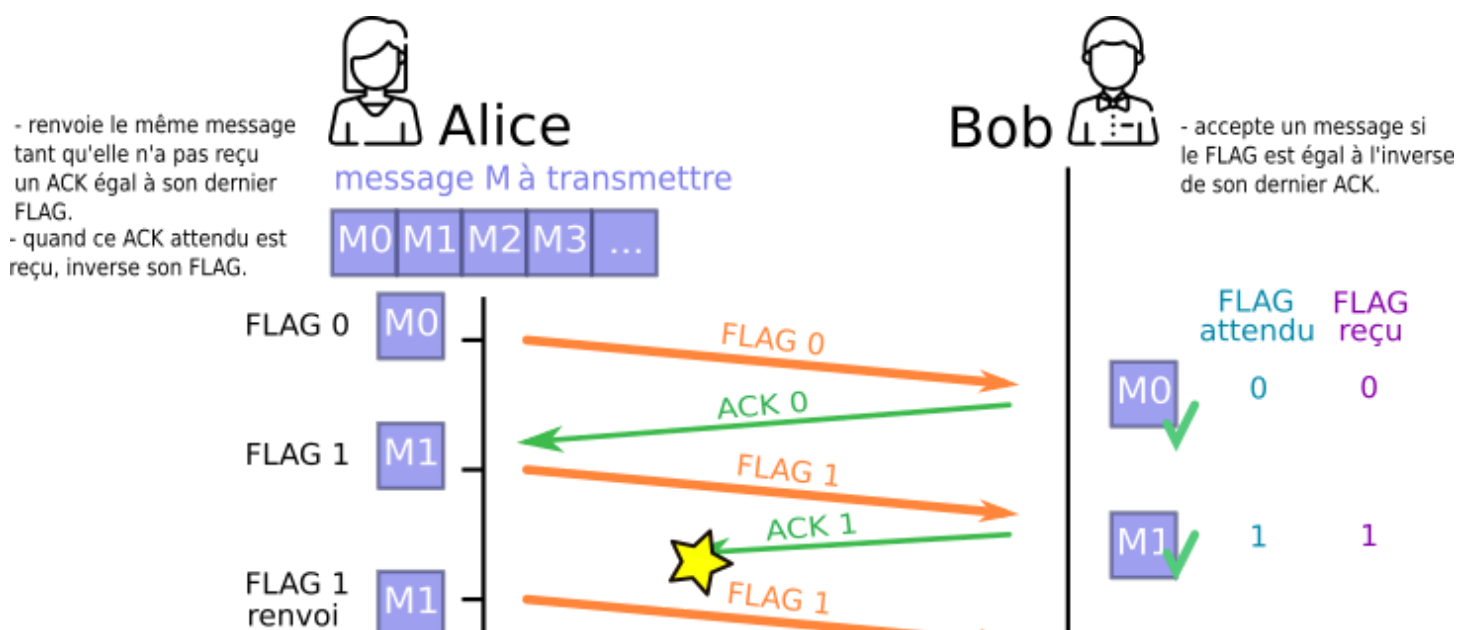 Alice
Bob
- renvoie le même message
tant qu'elle n'a pas reçu
un ACK égal à son dernier
FLAG.
- quand ce ACK attendu est
reçu, inverse son FLAG.
- accepte un message si
le FLAG est égal à l'inverse
de son dernier ACK.
message M à transmettre
M0 M1 M2 M3 ...
FLAG attendu
FLAG reçu
FLAG 0
M0
FLAG 0
M0
0
0
ACK 0
FLAG 1
M1
FLAG 1
ACK 1
M1
1
1
FLAG 1
renvoi
M1
FLAG 1